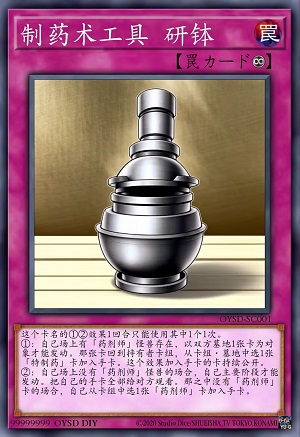 制药术工具 研钵
罠
【罠カード】
OYSD-SC001
这个卡名的①②效果1回合只能使用其中1个1次。
①：自己场上有「药剂师」怪兽存在，以双方墓地1张卡为对
象才能发动。那张卡回到持有者卡组，从卡组·墓地中选1张
「特制药」卡加入手卡。这个效果加入手卡的卡持续公开。
②：自己场上没有「药剂师」怪兽的场合，自己主要阶段才能
发动。把自己的手卡全部给对方观看。那之中没有「药剂师」
卡的场合，自己从卡组中选1张「药剂师」卡加入手卡。
99999999 OYSD DIY
©2020 Studio Dice/SHUEISHA,TV TOKYO,KONAMI